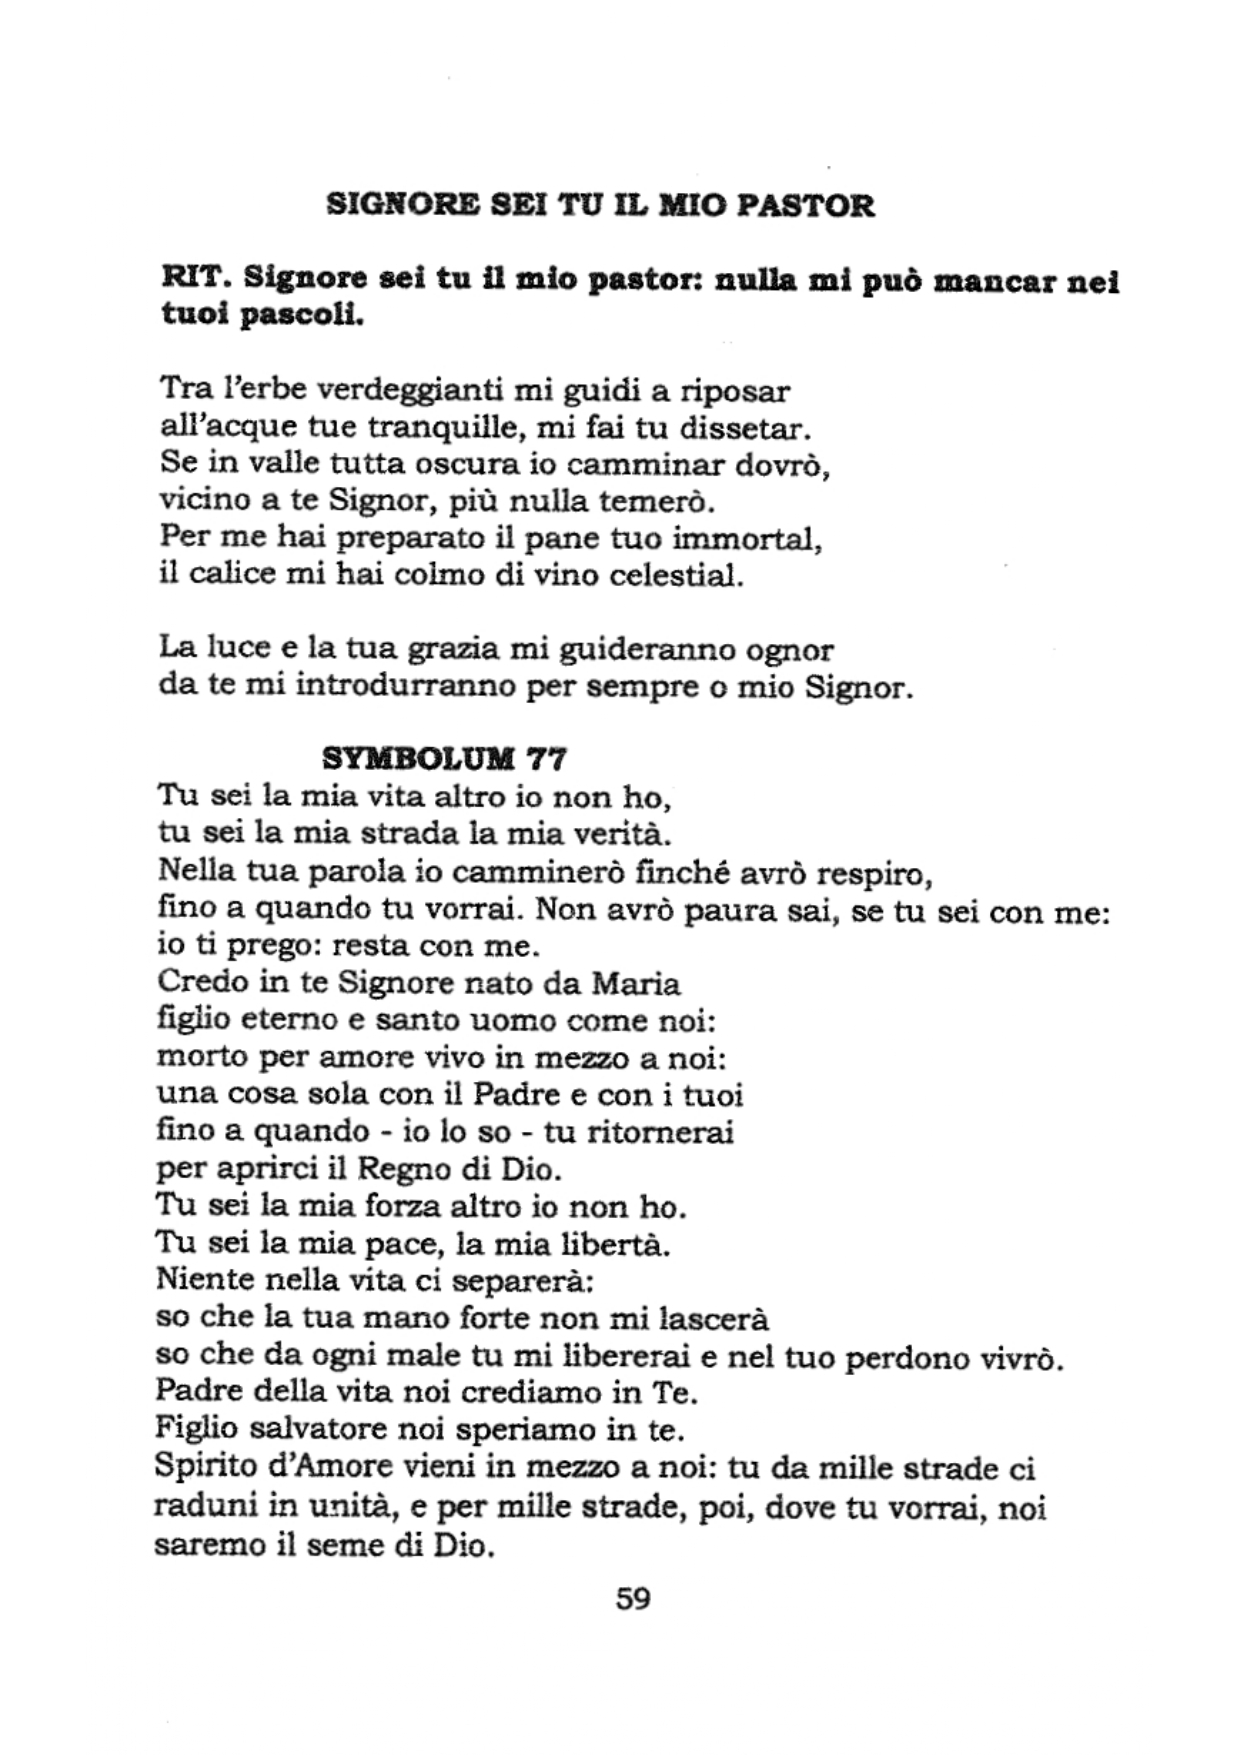 SIGNORE SEI TU IL MIO PASTOR
RIT. Signore sei tu il mio pastor: nulla mi può mancar nei
tuoi pascoli.
Tra l'erbe verdeggianti mi guidi a riposar
all'acque tue tranquille, mi fai tu dissetar.
Se in valle tutta oscura io camminar dovrò,
vicino a te Signor, più nulla temerò.
Per me hai preparato il pane tuo immortal,
il calice mi hai colmo di vino celestial.
La luce e la tua grazia mi guideranno ognor
da te mi introdurranno per sempre o mio Signor.
SYMBOLUM 77
Tu sei la mia vita altro io non ho,
tu sei la mia strada la mia verità.
Nella tua parola io camminerò finché avrò respiro,
fino a quando tu vorrai. Non avrò paura sai, se tu sei con me:
io ti prego: resta con me.
Credo in te Signore nato da Maria
figlio eterno e santo uomo come noi:
morto per amore vivo in mezzo a noi:
una cosa sola con il Padre e con i tuoi
fino a quando - io lo so - tu ritornerai
per aprirci il Regno di Dio.
Tu sei la mia forza altro io non ho.
Tu sei la mia pace, la mia libertà.
Niente nella vita ci separerà:
so che la tua mano forte non mi lascerà
so che da ogni male tu mi libererai e nel tuo perdono vivrò.
Padre della vita noi crediamo in Te.
Figlio salvatore noi speriamo in te.
Spirito d'Amore vieni in mezzo a noi: tu da mille strade ci
raduni in unità, e per mille strade, poi, dove tu vorrai, noi
saremo il seme di Dio.
59